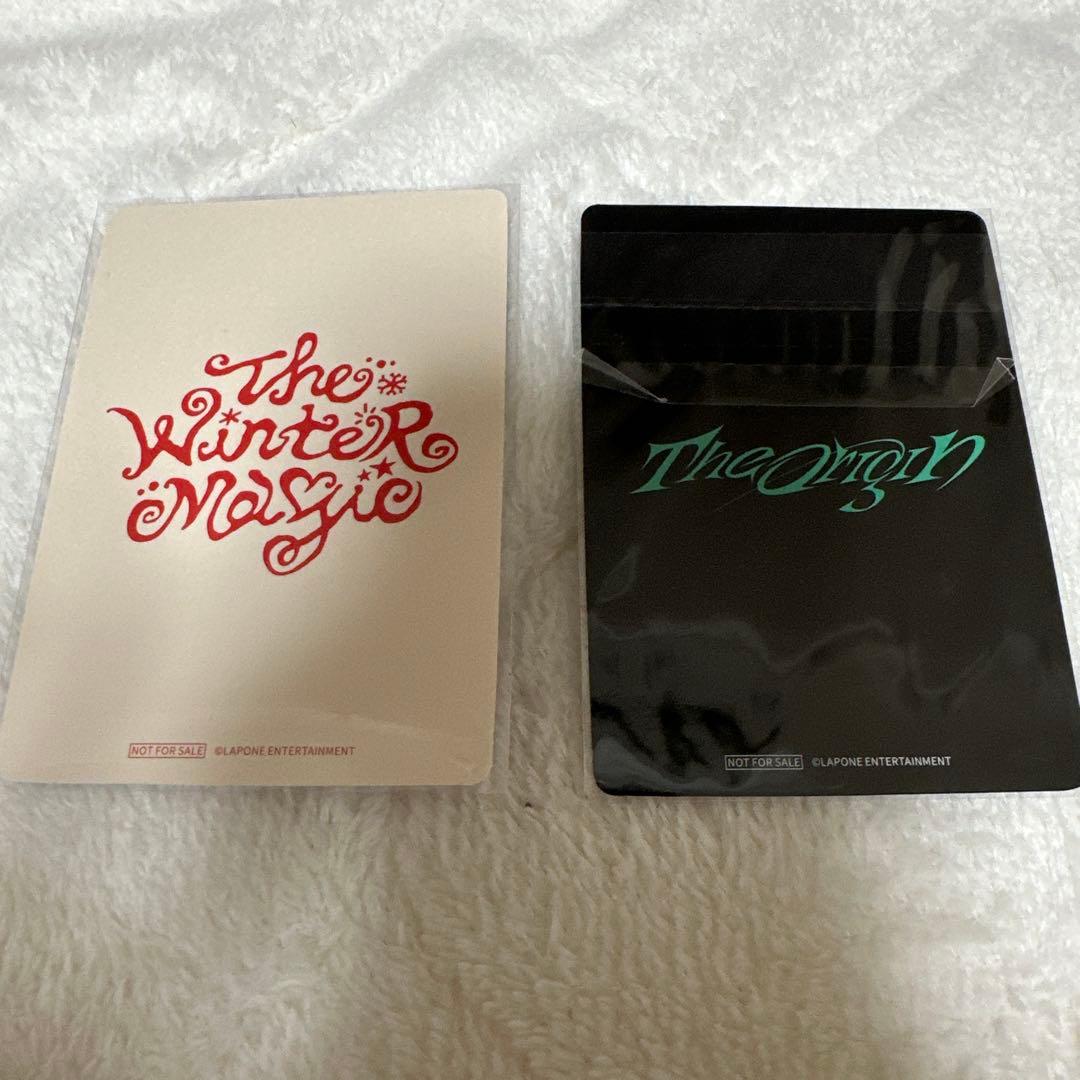 The
Winter
Magic
NOT FOR SALE ©LAPONE ENTERTAINMENT
The Origin
NOT FOR SALE ©LAPONE ENTERTAINMENT